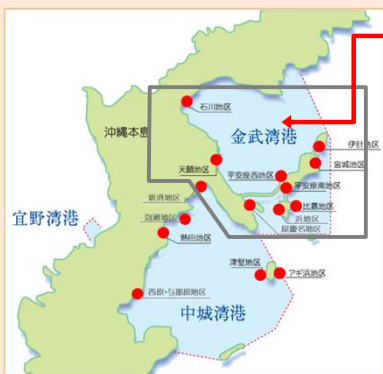 石川地区
沖縄本島
金武湾港
伊計地区
宮城地区
天願地区
平安座西地区
平安座南地区
新港地区
比嘉地区
浜地区
屋慶名地区
宜野湾港
泡瀬地区
熱田地区
津堅地区
アギ浜地区
西原・与那原地区
中城湾港